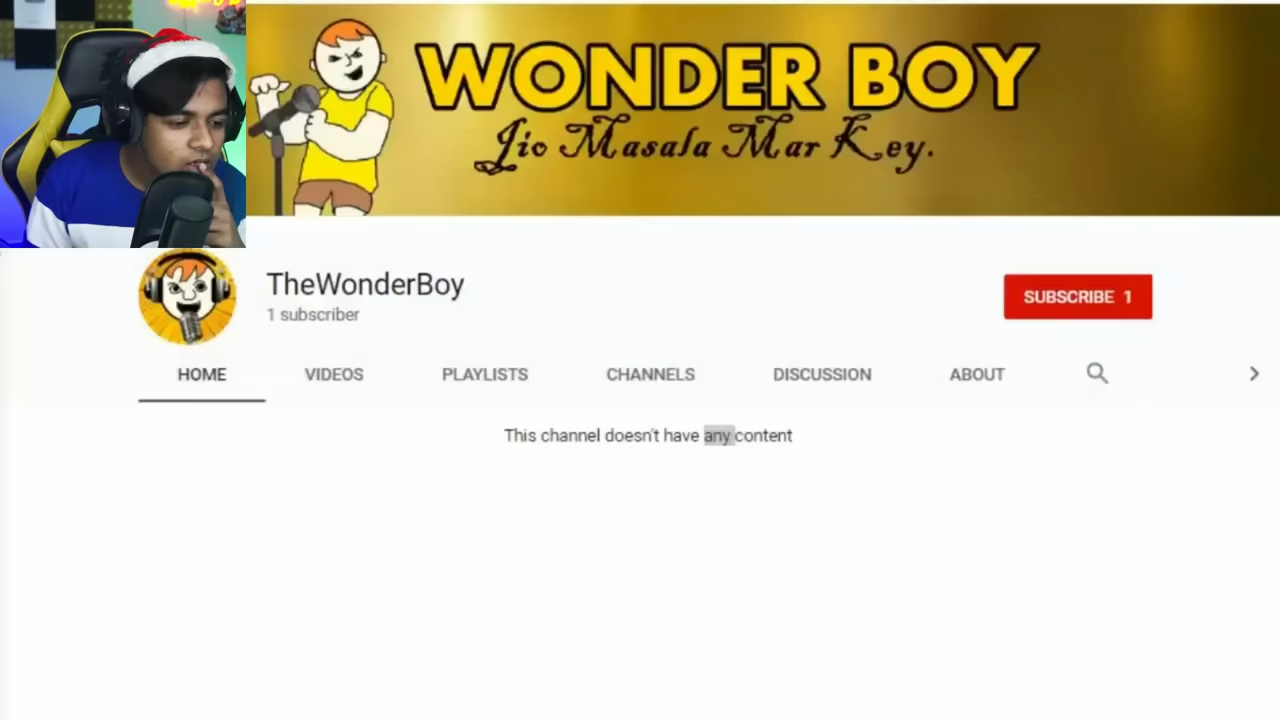 WONDER BOY
Jio Masala Mar Key.
TheWonderBoy
1 subscriber
SUBSCRIBE 1
HOME VIDEOS PLAYLISTS CHANNELS DISCUSSION ABOUT
This channel doesn't have any content